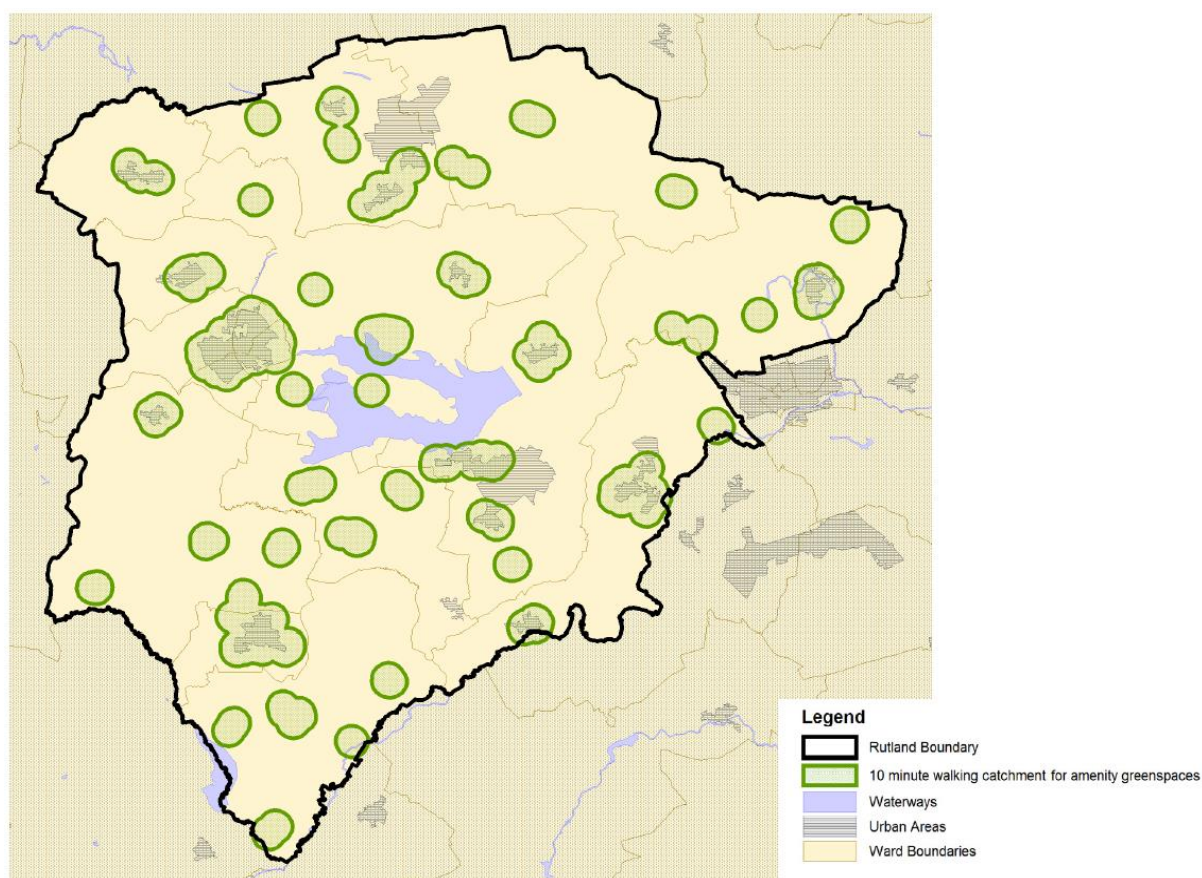 Legend
Rutland Boundary
10 minute walking catchment for amenity greenspaces
Waterways
Urban Areas
Ward Boundaries